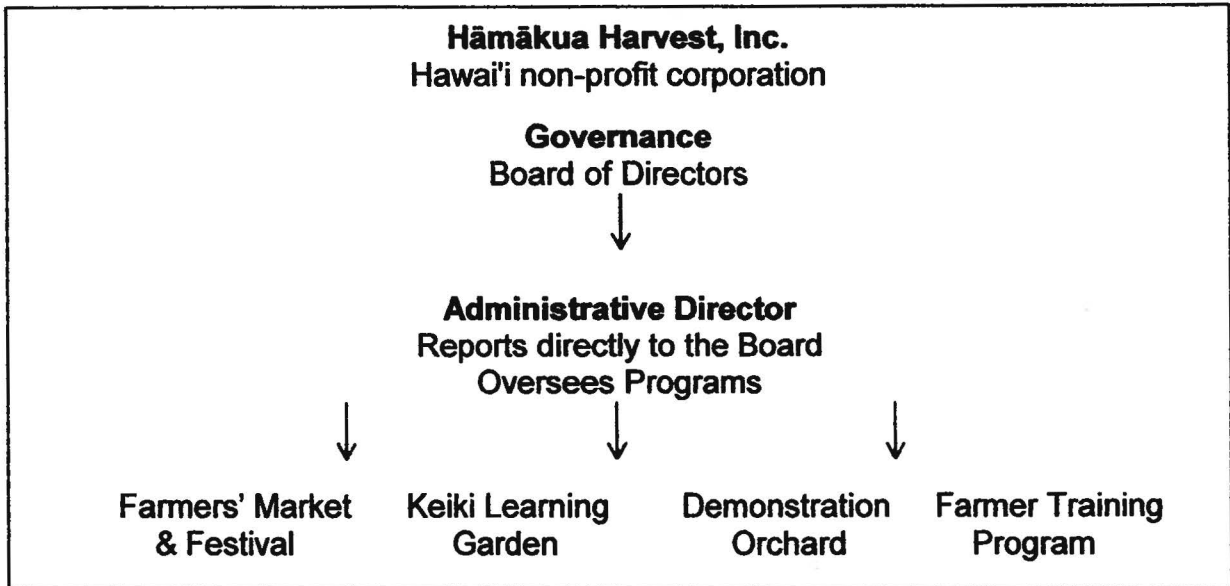 Hāmākua Harvest, Inc.
Hawai'i non-profit corporation
Governance
Board of Directors
Administrative Director
Reports directly to the Board
Oversees Programs
Farmers' Market & Festival
Keiki Learning Garden
Demonstration Orchard
Farmer Training Program